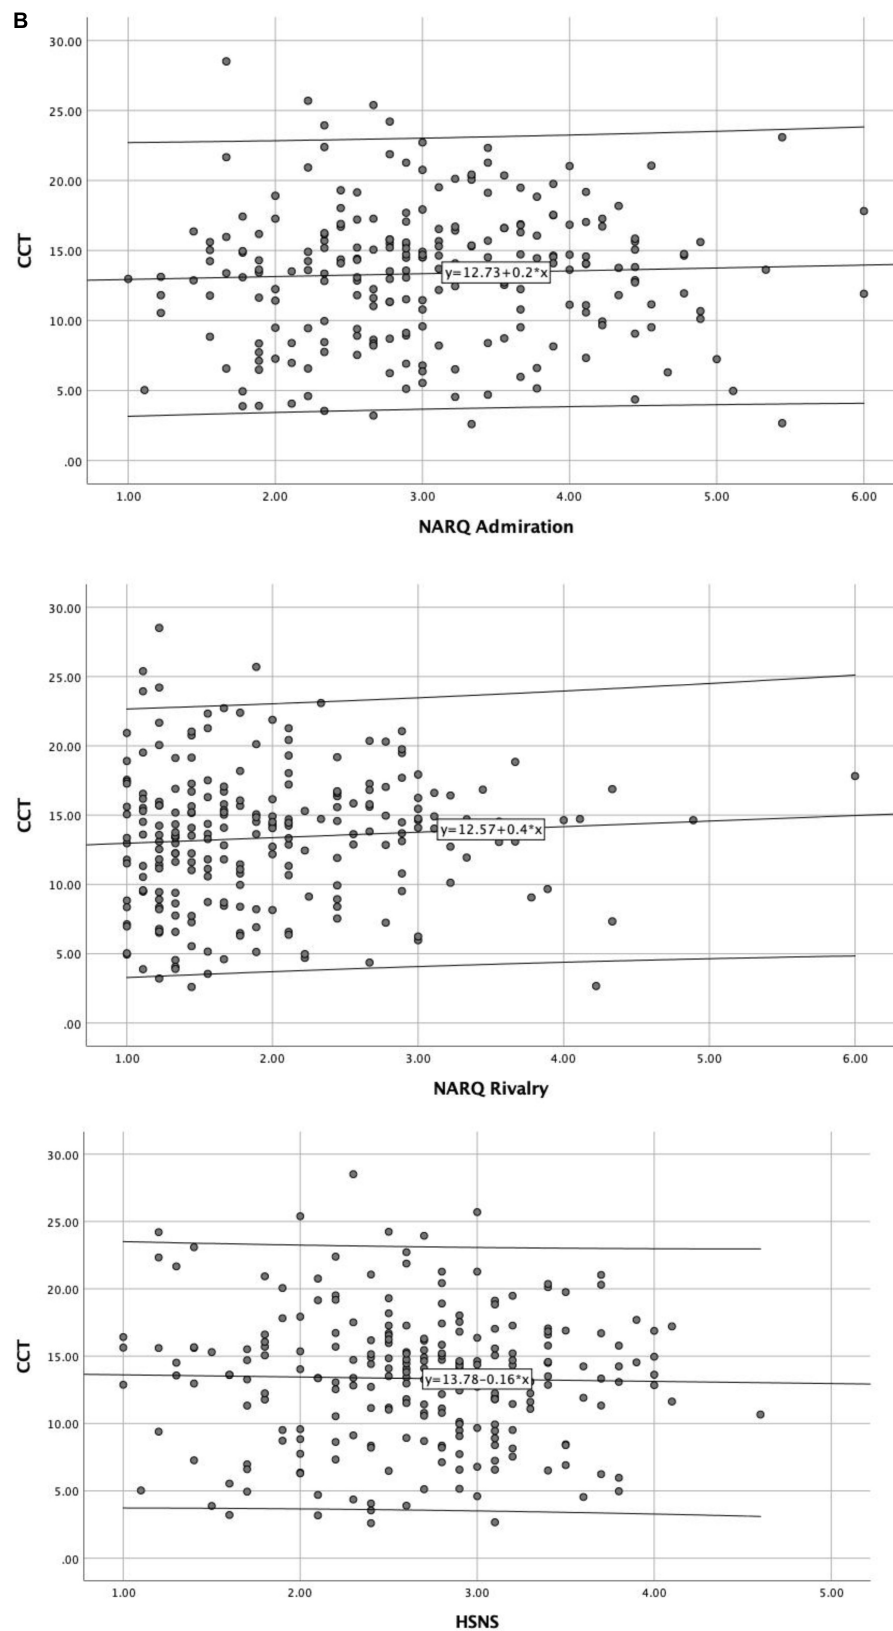 B
30.00
25.00
20.00
15.00
10.00
5.00
.00
CCT
y=12.73+0.2*x
1.00 2.00 3.00 4.00 5.00 6.00
NARQ Admiration
30.00
25.00
20.00
15.00
10.00
5.00
.00
CCT
y=12.57+0.4*x
1.00 2.00 3.00 4.00 5.00 6.00
NARQ Rivalry
30.00
25.00
20.00
15.00
10.00
5.00
.00
CCT
y=13.78−0.16*x
1.00 2.00 3.00 4.00 5.00
HSNS